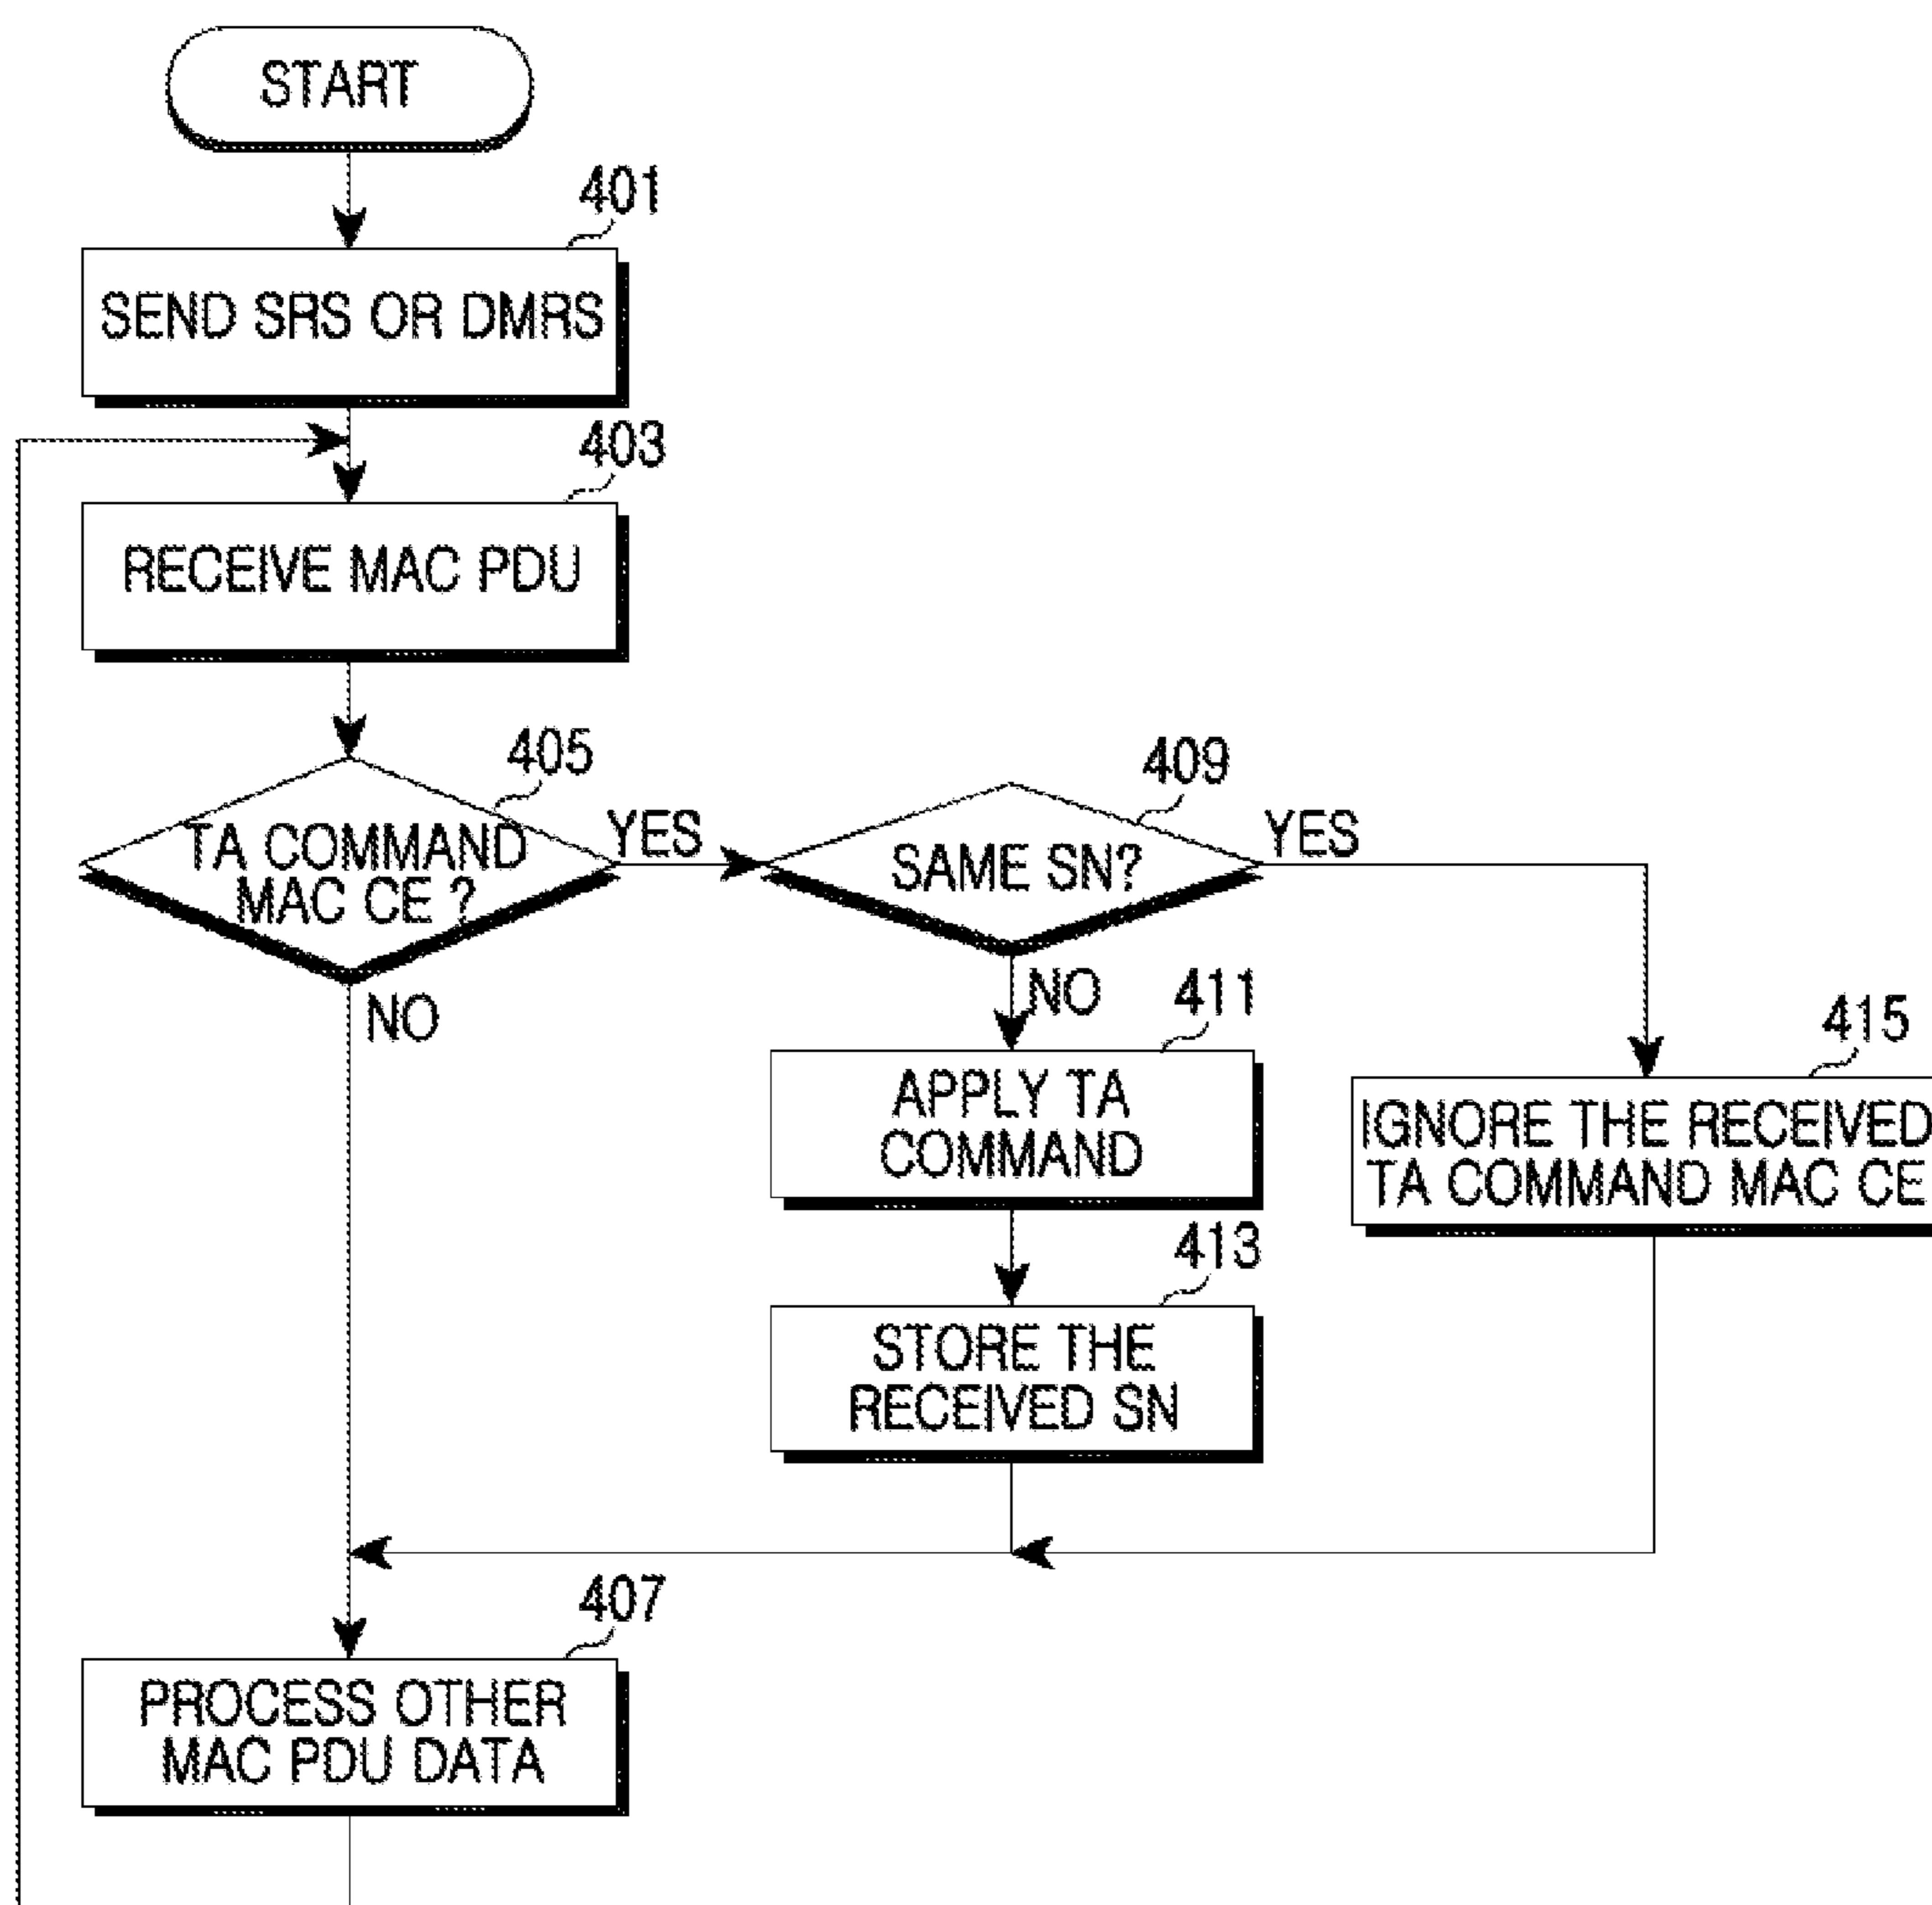 START
401
SEND SRS OR DMRS
403
RECEIVE MAC PDU
405
TA COMMAND
MAC CE ?
YES
NO
409
SAME SN?
YES
NO
411
APPLY TA
COMMAND
413
STORE THE
RECEIVED SN
415
IGNORE THE RECEIVED
TA COMMAND MAC CE
407
PROCESS OTHER
MAC PDU DATA